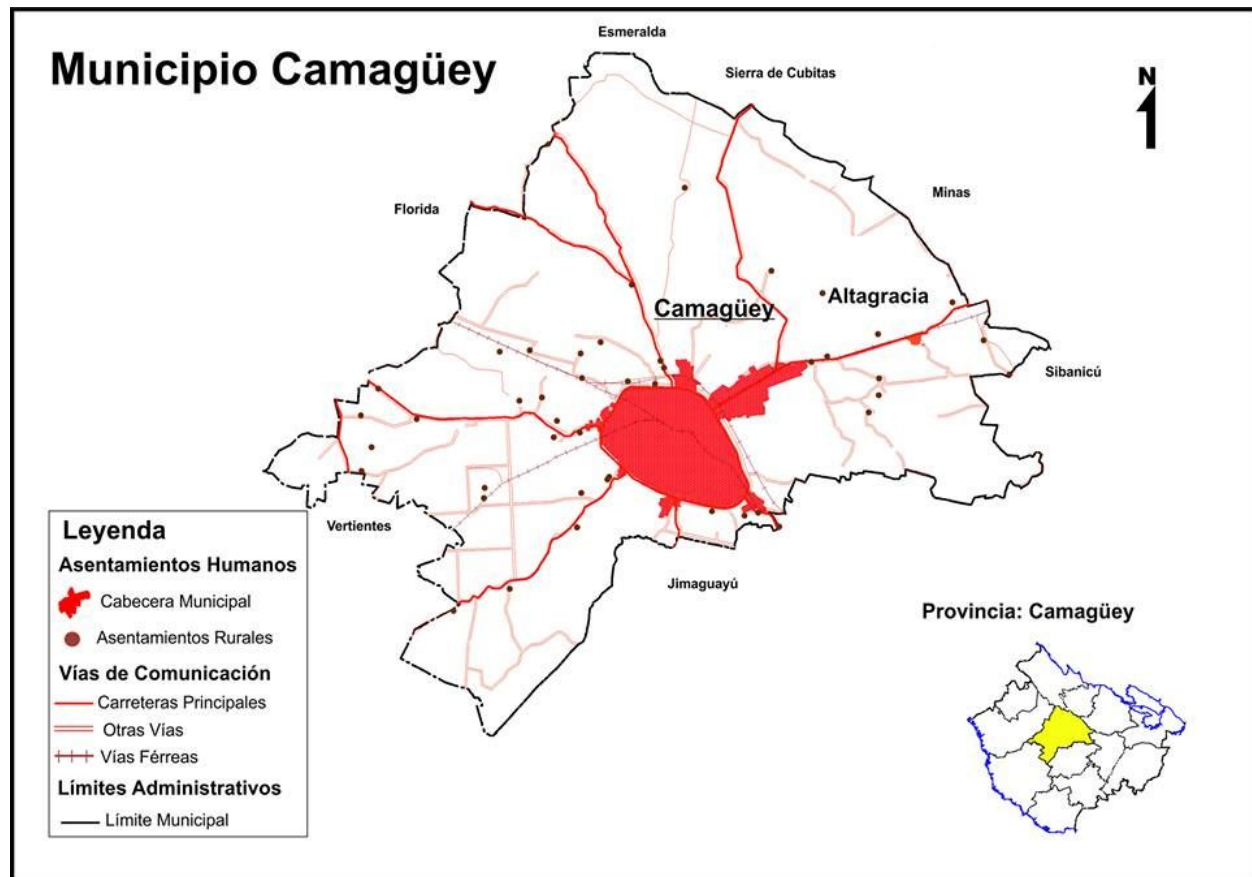 Municipio Camagüey
Esmeralda
Sierra de Cubitas
N
Minas
Florida
Altagracia
Camagüey
Sibanicú
Vertientes
Jimaguayú
Leyenda
Asentamientos Humanos
Cabecera Municipal
Asentamientos Rurales
Vías de Comunicación
Carreteras Principales
Otras Vías
Vías Férreas
Límites Administrativos
Límite Municipal
Provincia: Camagüey